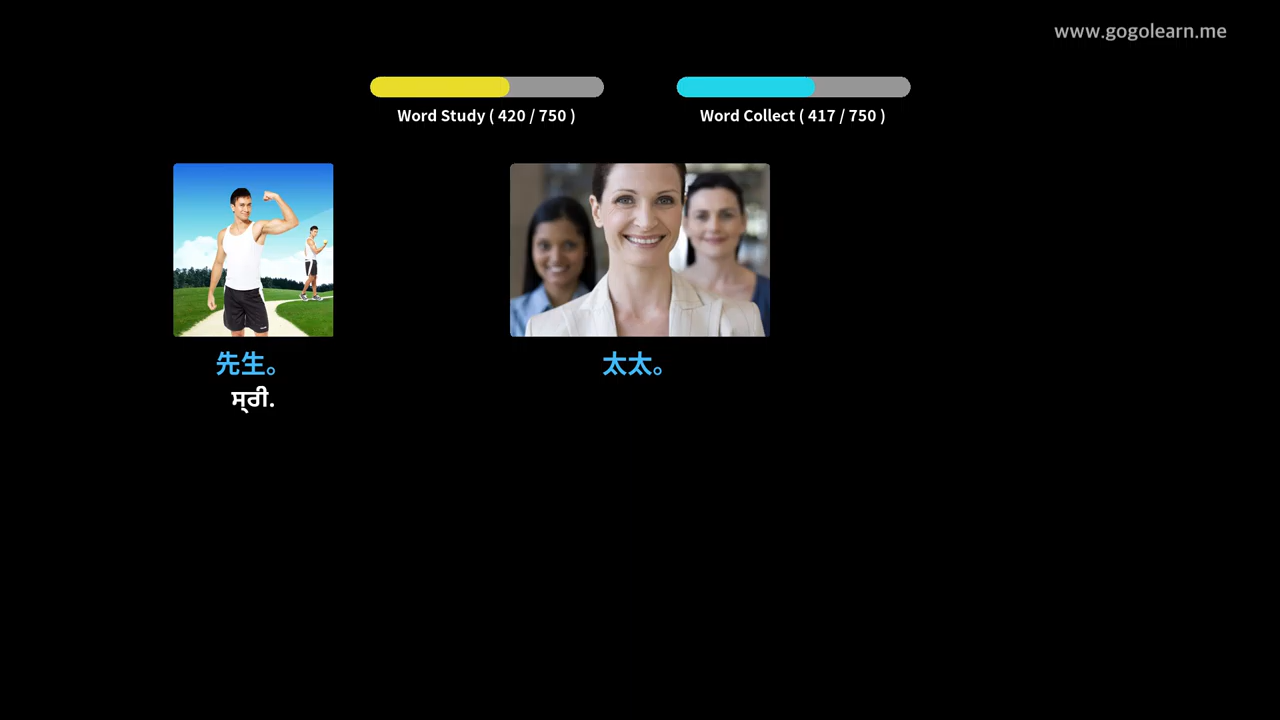 www.gogolearn.me
Word Study ( 420 / 750 )
Word Collect ( 417 / 750 )
先生。
太太。
ਸ੍ਰੀ.